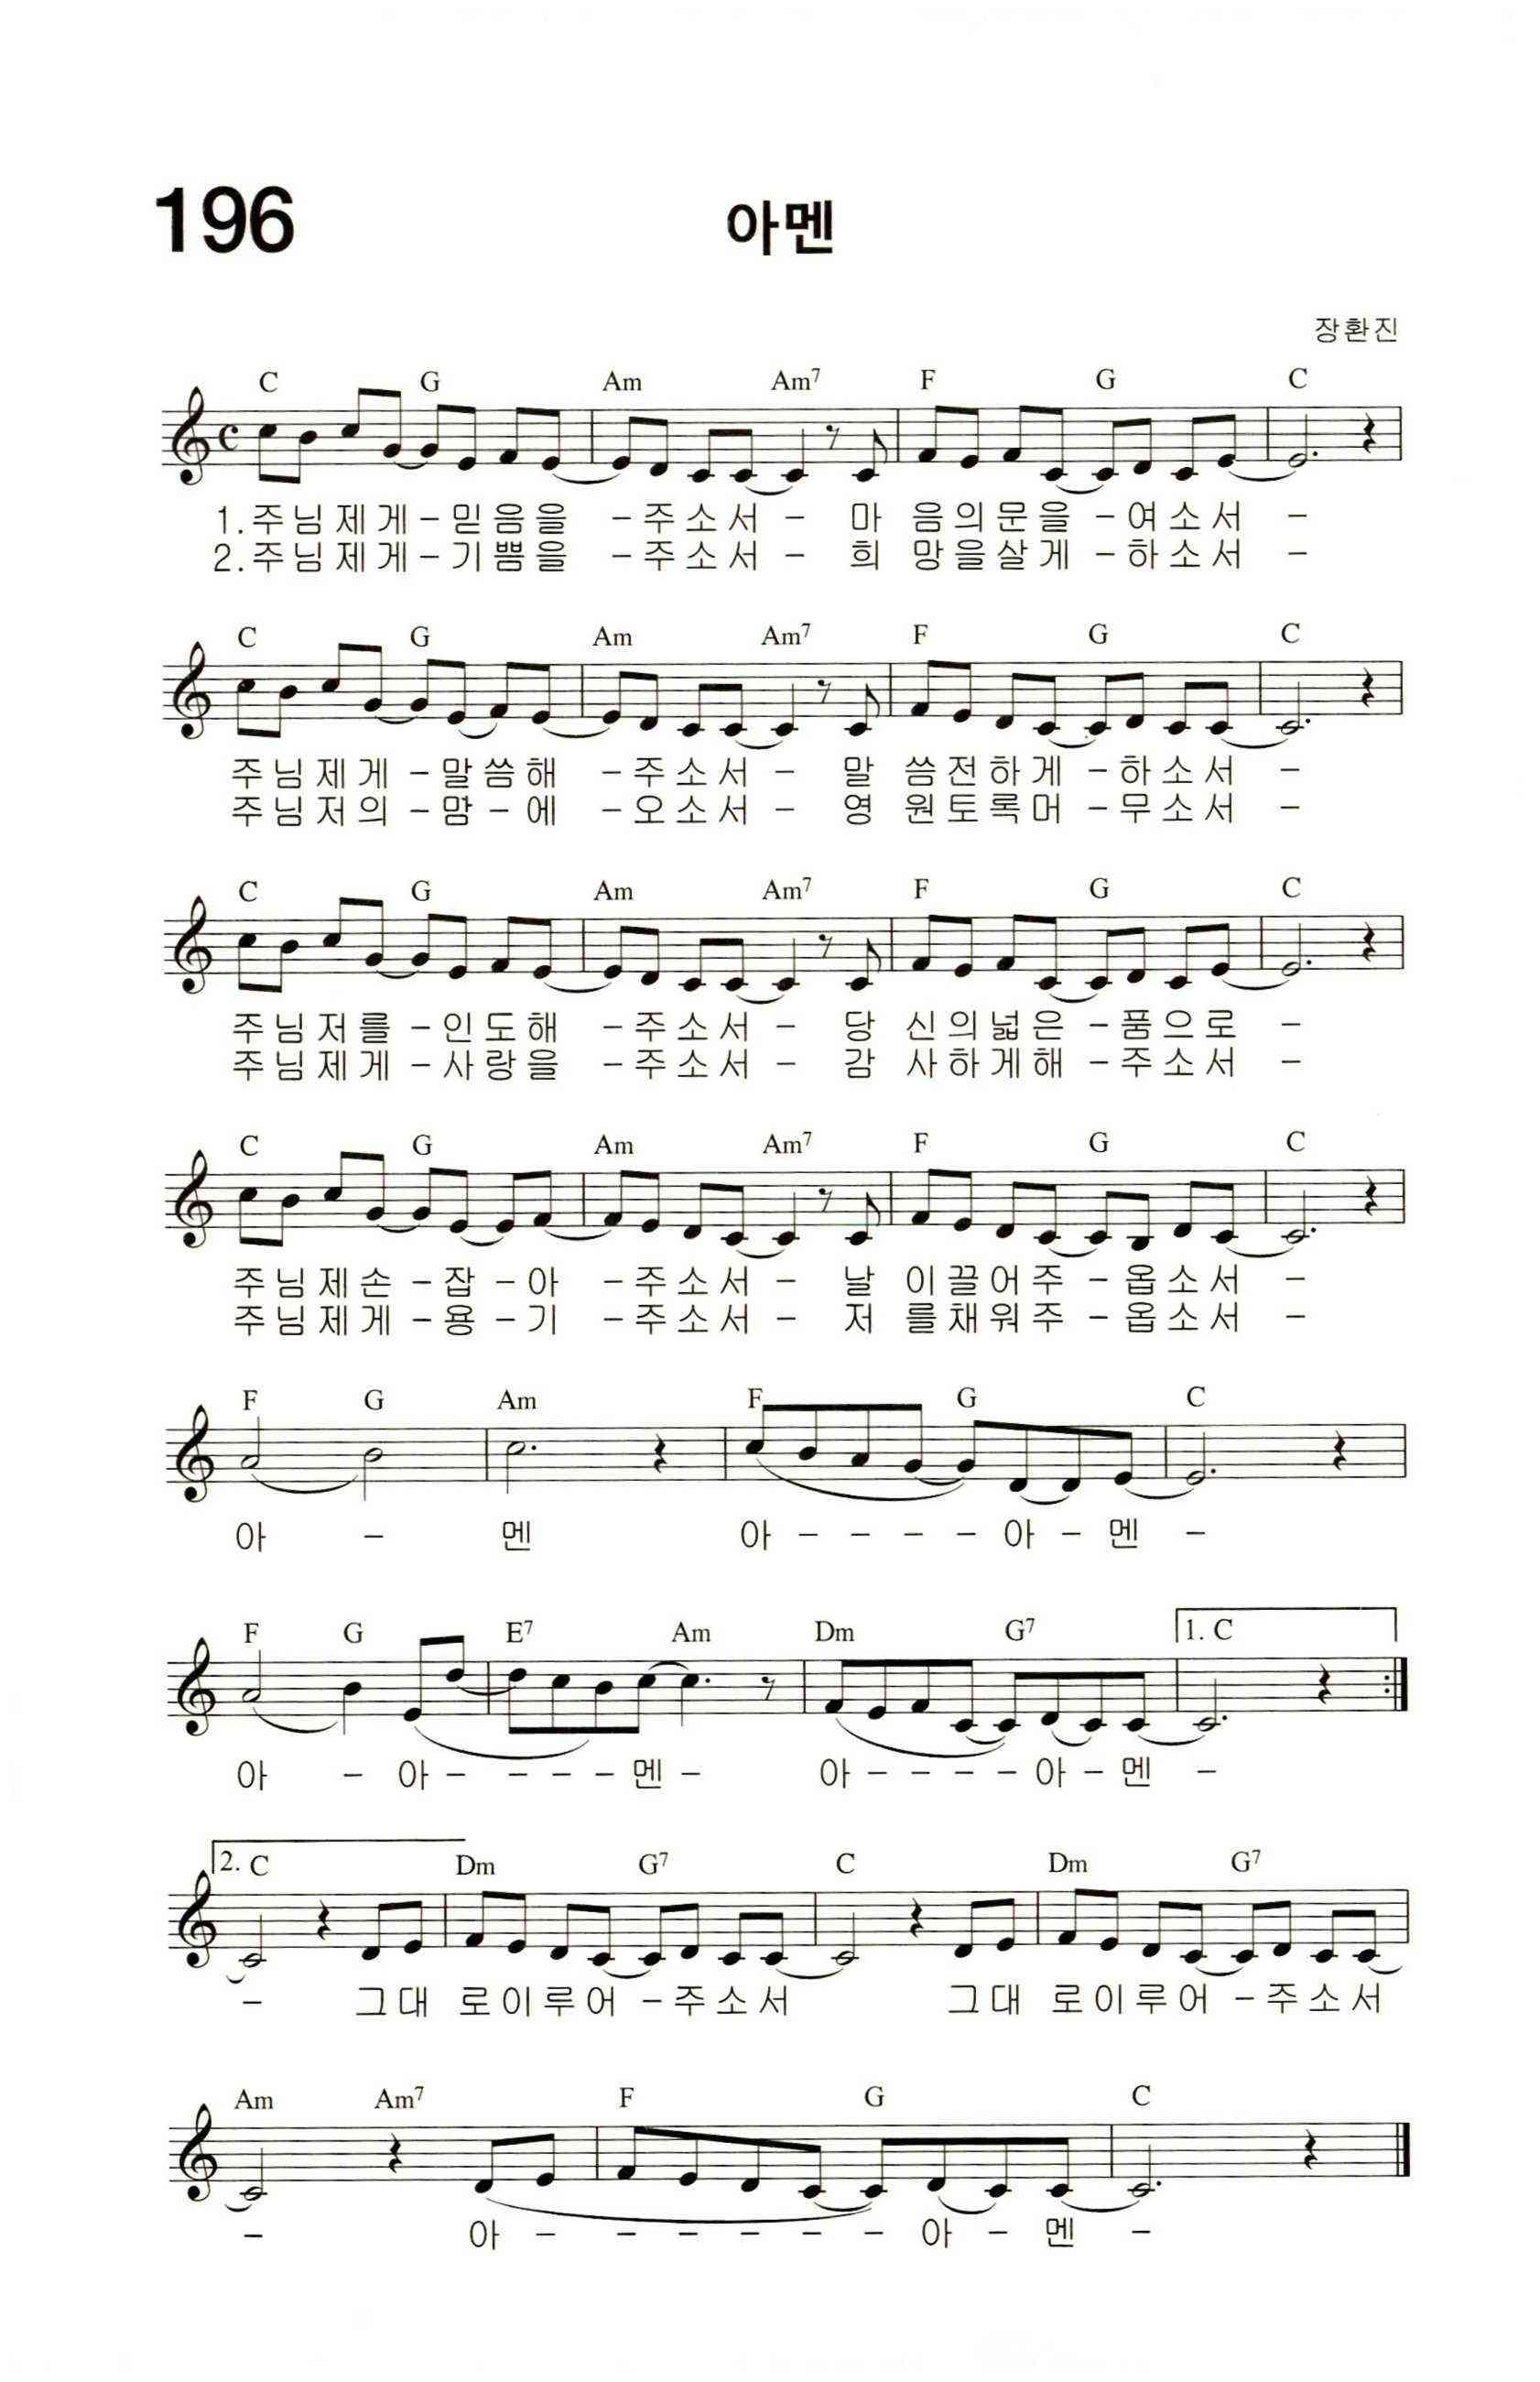 196
아멘
장환진
C G Am Am7 F G C
1.주님제게-믿음을 -주소서- 마 음의문을-여소서 -
2.주님제게-기쁨을 -주소서- 희 망을살게-하소서 -
C G Am Am7 F G C
주님제게-말씀해 -주소서- 말 씀전하게-하소서 -
주님저의-맘-에 -오소서- 영 원토록머-무소서 -
C G Am Am7 F G C
주님저를-인도해 -주소서- 당 신의넓은-품으로 -
주님제게-사랑을 -주소서- 감 사하게해-주소서 -
C G Am Am7 F G C
주님제손-잡-아 -주소서- 날 이끌어주-옵소서 -
주님제게-용-기 -주소서- 저 를채워주-옵소서 -
F G Am F G C
아 - 멘 아 - - - - 아 - 멘 -
F G E7 Am Dm G7 1. C
아 - 아 - - - - 멘 - 아 - - - - 아 - 멘 -
2. C Dm G7 C Dm G7
- 그대 로이루어-주소서 그대 로이루어-주소서
Am Am7 F G C
- 아 - - - - - - 아 - 멘 -